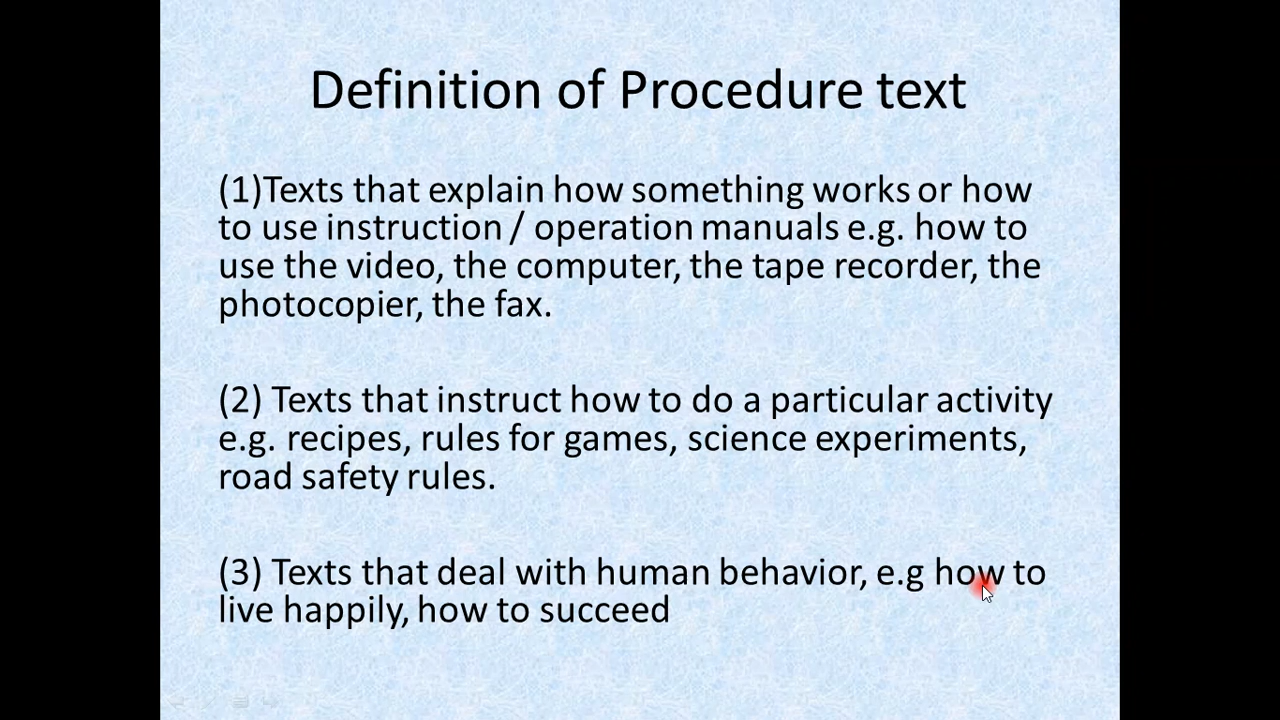 Definition of Procedure text
(1)Texts that explain how something works or how
to use instruction / operation manuals e.g. how to
use the video, the computer, the tape recorder, the
photocopier, the fax.
(2) Texts that instruct how to do a particular activity
e.g. recipes, rules for games, science experiments,
road safety rules.
(3) Texts that deal with human behavior, e.g how to
live happily, how to succeed